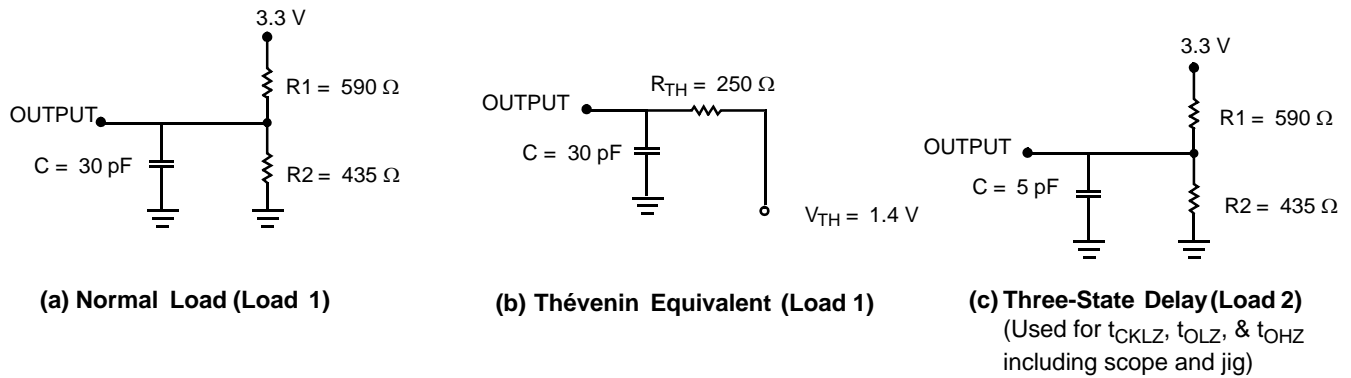 3.3 V
R1 = 590 Ω
OUTPUT
C = 30 pF
R2 = 435 Ω
(a) Normal Load (Load 1)
R_TH = 250 Ω
OUTPUT
C = 30 pF
V_TH = 1.4 V
(b) Thévenin Equivalent (Load 1)
3.3 V
R1 = 590 Ω
OUTPUT
C = 5 pF
R2 = 435 Ω
(c) Three-State Delay (Load 2)
(Used for t_CKLZ, t_OLZ, & t_OHZ
including scope and jig)